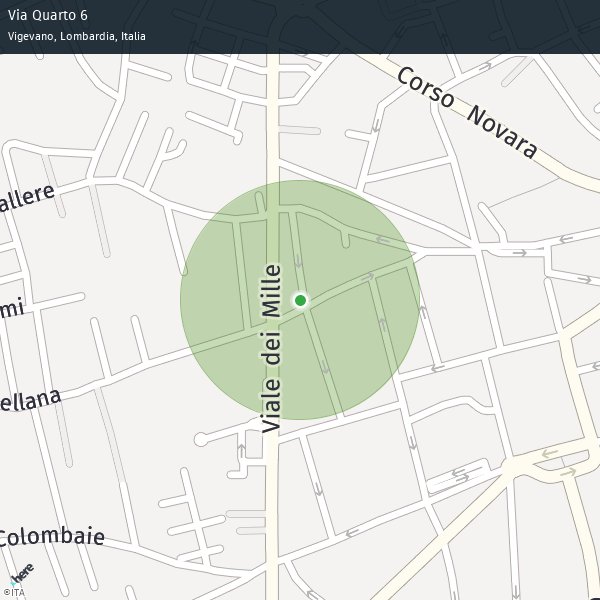 Via Quarto 6
Vigevano, Lombardia, Italia
Corso Novara
allere
Viale dei Mille
mi
ellana
Colombaie
here
©ITA